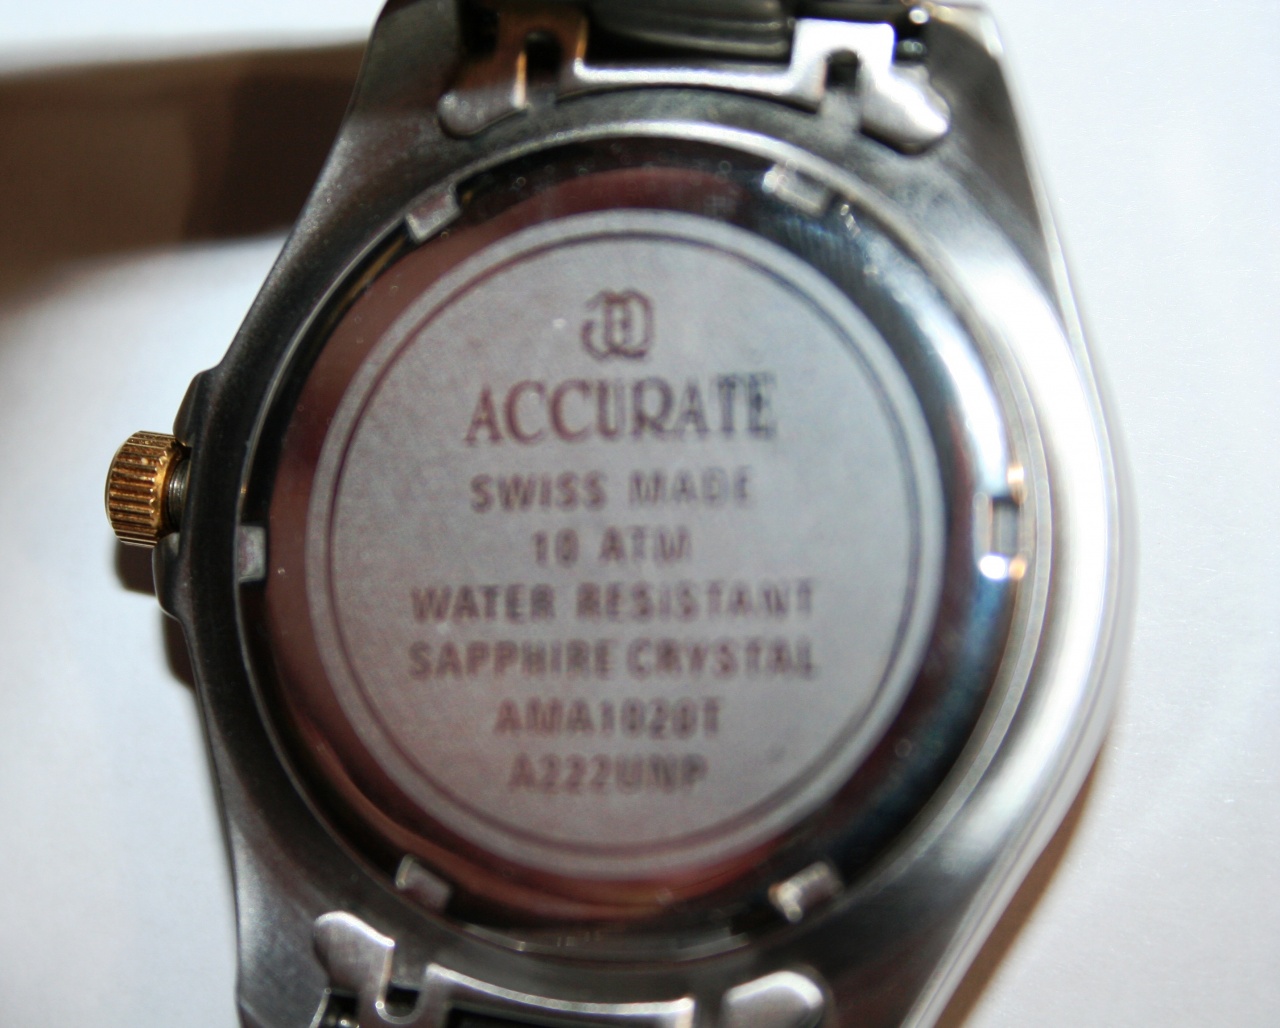 ACCURATE
SWISS MADE
10 ATM
WATER RESISTANT
SAPPHIRE CRYSTAL
AMA1020T
A222UNP